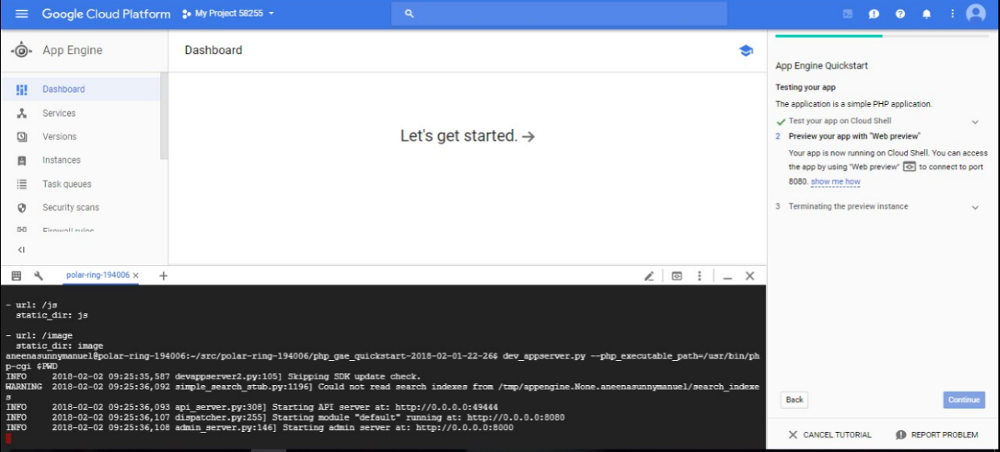 Google Cloud Platform My Project 58255
App Engine
Dashboard
Services
Versions
Instances
Task queues
Security scans
Firewall rules
Dashboard
Let's get started. →
App Engine Quickstart
Testing your app
The application is a simple PHP application.
Test your app on Cloud Shell
2 Preview your app with "Web preview"
Your app is now running on Cloud Shell. You can access
the app by using "Web preview" to connect to port
8080. show me how
3 Terminating the preview instance
Back Continue
CANCEL TUTORIAL REPORT PROBLEM
polar-ring-194006 × +
- url: /js
  static_dir: js
- url: /image
  static_dir: image
aneenasunnymanuel@polar-ring-194006:~/src/polar-ring-194006/php_gae_quickstart-2018-02-01-22-26$ dev_appserver.py --php_executable_path=/usr/bin/ph
p-cgi $PWD
INFO     2018-02-02 09:25:35,587 devappserver2.py:105] Skipping SDK update check.
WARNING  2018-02-02 09:25:36,092 simple_search_stub.py:1196] Could not read search indexes from /tmp/appengine.None.aneenasunnymanuel/search_indexe
s
INFO     2018-02-02 09:25:36,093 api_server.py:308] Starting API server at: http://0.0.0.0:49444
INFO     2018-02-02 09:25:36,107 dispatcher.py:255] Starting module "default" running at: http://0.0.0.0:8080
INFO     2018-02-02 09:25:36,108 admin_server.py:146] Starting admin server at: http://0.0.0.0:8000